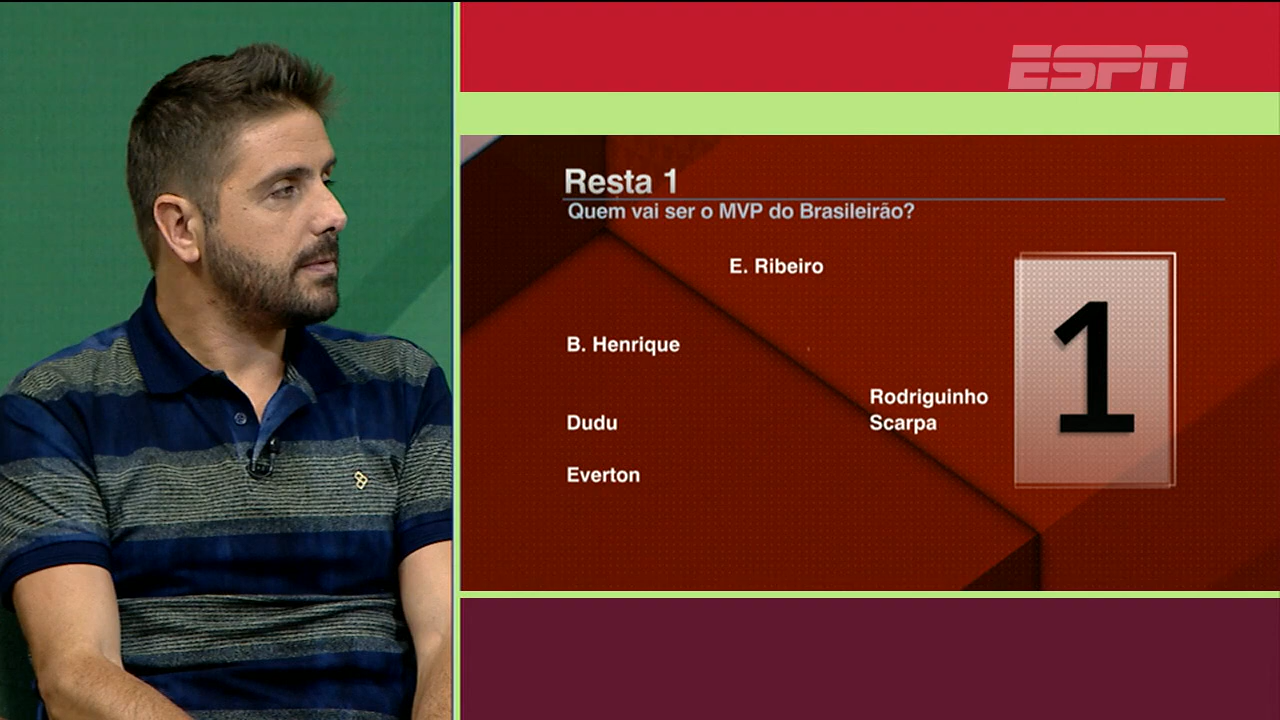 ESPN
Resta 1
Quem vai ser o MVP do Brasileirão?
E. Ribeiro
B. Henrique
Rodriguinho
Dudu
Scarpa
Everton
1